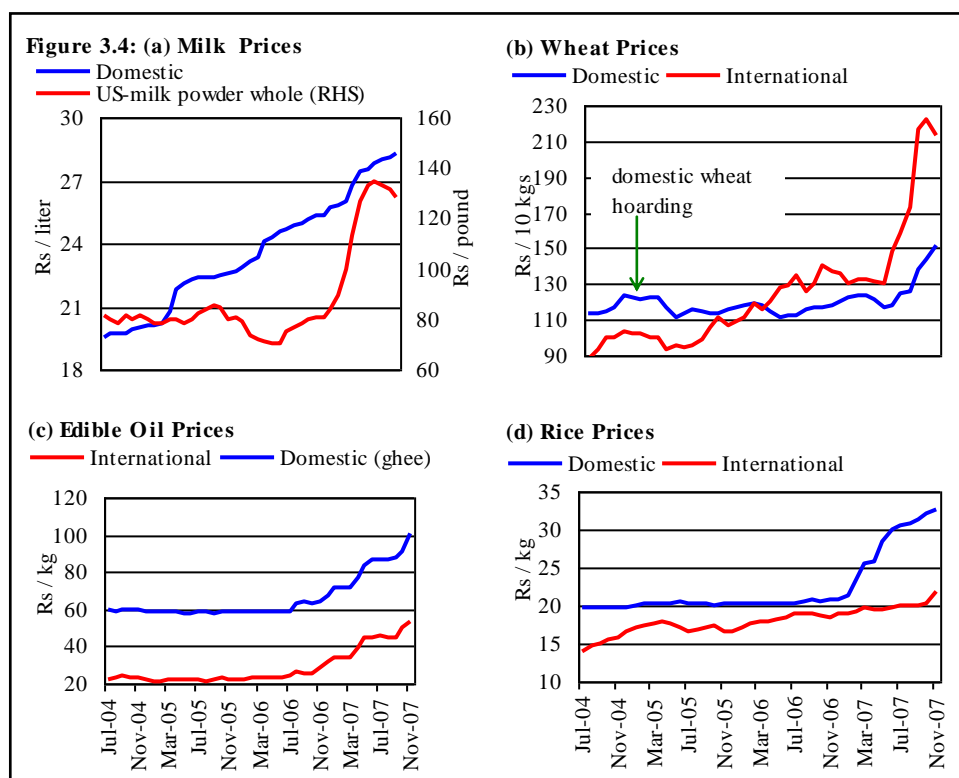 Figure 3.4: (a) Milk Prices
Domestic
US-milk powder whole (RHS)
30
27
24
21
18
Rs / liter
160
140
120
100
80
60
Rs / pound
(b) Wheat Prices
Domestic
International
230
210
190
170
150
130
110
90
Rs / 10 kgs
domestic wheat
hoarding
(c) Edible Oil Prices
International
Domestic (ghee)
120
100
80
60
40
20
Rs / kg
Jul-04
Nov-04
Mar-05
Jul-05
Nov-05
Mar-06
Jul-06
Nov-06
Mar-07
Jul-07
Nov-07
(d) Rice Prices
Domestic
International
35
30
25
20
15
10
Rs / kg
Jul-04
Nov-04
Mar-05
Jul-05
Nov-05
Mar-06
Jul-06
Nov-06
Mar-07
Jul-07
Nov-07